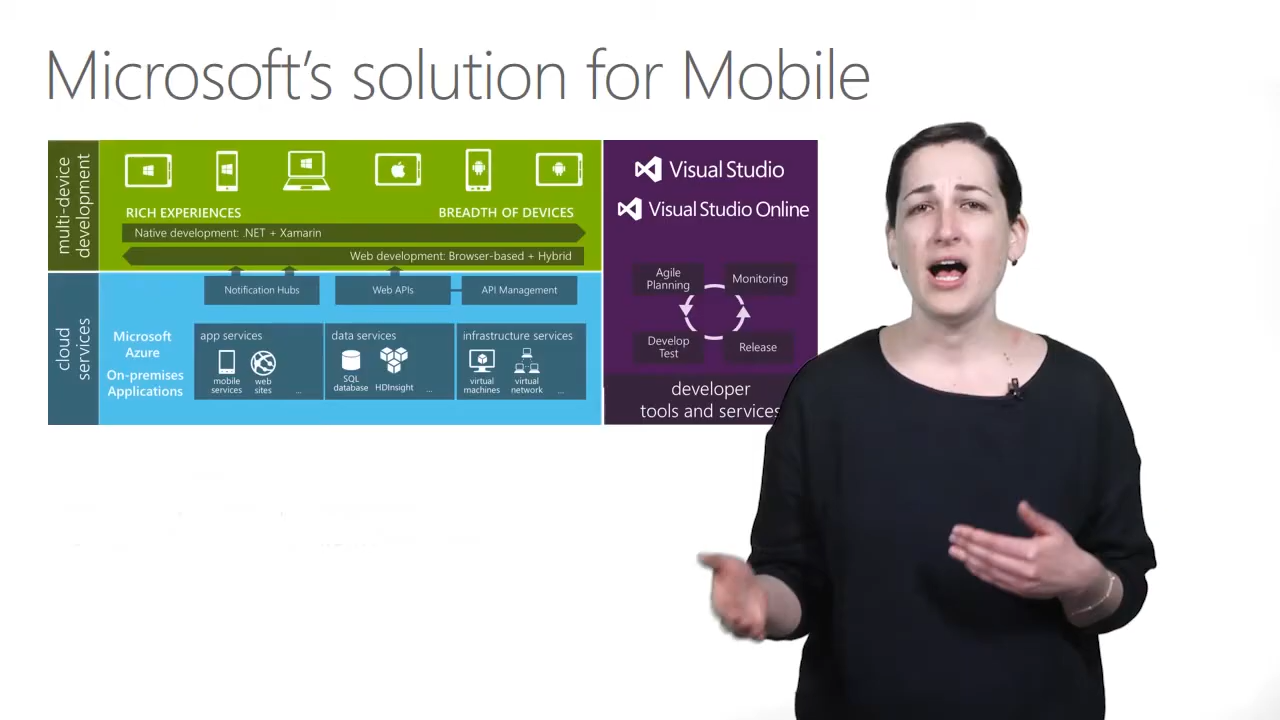 Microsoft's solution for Mobile
multi-device
development
RICH EXPERIENCES
BREADTH OF DEVICES
Native development: .NET + Xamarin
Web development: Browser-based + Hybrid
cloud
services
Notification Hubs
Web APIs
API Management
Microsoft
Azure
On-premises
Applications
app services
mobile
services
web
sites
...
data services
SQL
database
HDInsight
...
infrastructure services
virtual
machines
virtual
network
...
Visual Studio
Visual Studio Online
Agile
Planning
Monitoring
Develop
Test
Release
developer
tools and services